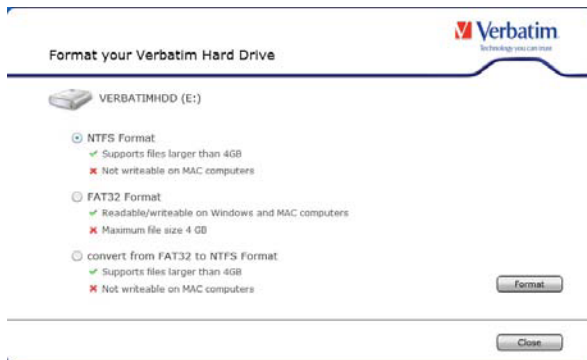 Verbatim
Technology you can trust
Format your Verbatim Hard Drive
VERBATIMHDD (E:)
NTFS Format
Supports files larger than 4GB
Not writeable on MAC computers
FAT32 Format
Readable/writeable on Windows and MAC computers
Maximum file size 4 GB
convert from FAT32 to NTFS Format
Supports files larger than 4GB
Not writeable on MAC computers
Format
Close